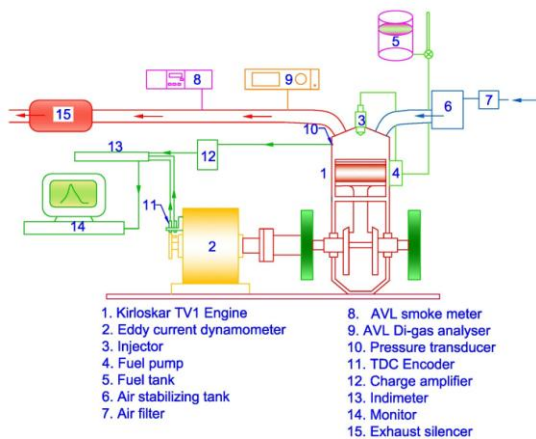 5
8
9
3
6
7
15
10
13
12
1
4
11
14
2
1. Kirloskar TV1 Engine
2. Eddy current dynamometer
3. Injector
4. Fuel pump
5. Fuel tank
6. Air stabilizing tank
7. Air filter
8. AVL smoke meter
9. AVL Di-gas analyser
10. Pressure transducer
11. TDC Encoder
12. Charge amplifier
13. Indimeter
14. Monitor
15. Exhaust silencer